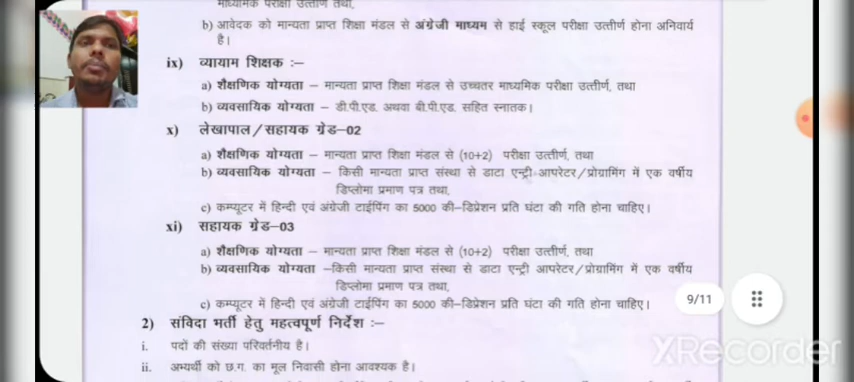 माध्यमिक परीक्षा उत्तीर्ण तथा,
b) आवेदक को मान्यता प्राप्त शिक्षा मंडल से अंग्रेजी माध्यम से हाई स्कूल परीक्षा उत्तीर्ण होना अनिवार्य
है।
ix) व्यायाम शिक्षक :—
a) शैक्षणिक योग्यता – मान्यता प्राप्त शिक्षा मंडल से उच्चतर माध्यमिक परीक्षा उत्तीर्ण, तथा
b) व्यवसायिक योग्यता – डी.पी.एड. अथवा बी.पी.एड. सहित स्नातक।
x) लेखापाल/सहायक ग्रेड–02
a) शैक्षणिक योग्यता – मान्यता प्राप्त शिक्षा मंडल से (10+2) परीक्षा उत्तीर्ण, तथा
b) व्यवसायिक योग्यता – किसी मान्यता प्राप्त संस्था से डाटा एन्ट्री आपरेटर/प्रोग्रामिंग में एक वर्षीय
डिप्लोमा प्रमाण पत्र तथा,
c) कम्प्यूटर में हिन्दी एवं अंग्रेजी टाईपिंग का 5000 की–डिप्रेशन प्रति घंटा की गति होना चाहिए।
xi) सहायक ग्रेड–03
a) शैक्षणिक योग्यता – मान्यता प्राप्त शिक्षा मंडल से (10+2) परीक्षा उत्तीर्ण, तथा
b) व्यवसायिक योग्यता –किसी मान्यता प्राप्त संस्था से डाटा एन्ट्री आपरेटर/प्रोग्रामिंग में एक वर्षीय
डिप्लोमा प्रमाण पत्र तथा,
c) कम्प्यूटर में हिन्दी एवं अंग्रेजी टाईपिंग का 5000 की–डिप्रेशन प्रति घंटा की गति होना चाहिए।
9/11
2) संविदा भर्ती हेतु महत्वपूर्ण निर्देश :—
i. पदों की संख्या परिवर्तनीय है।
XRecorder
ii. अभ्यर्थी को छ.ग. का मूल निवासी होना आवश्यक है।